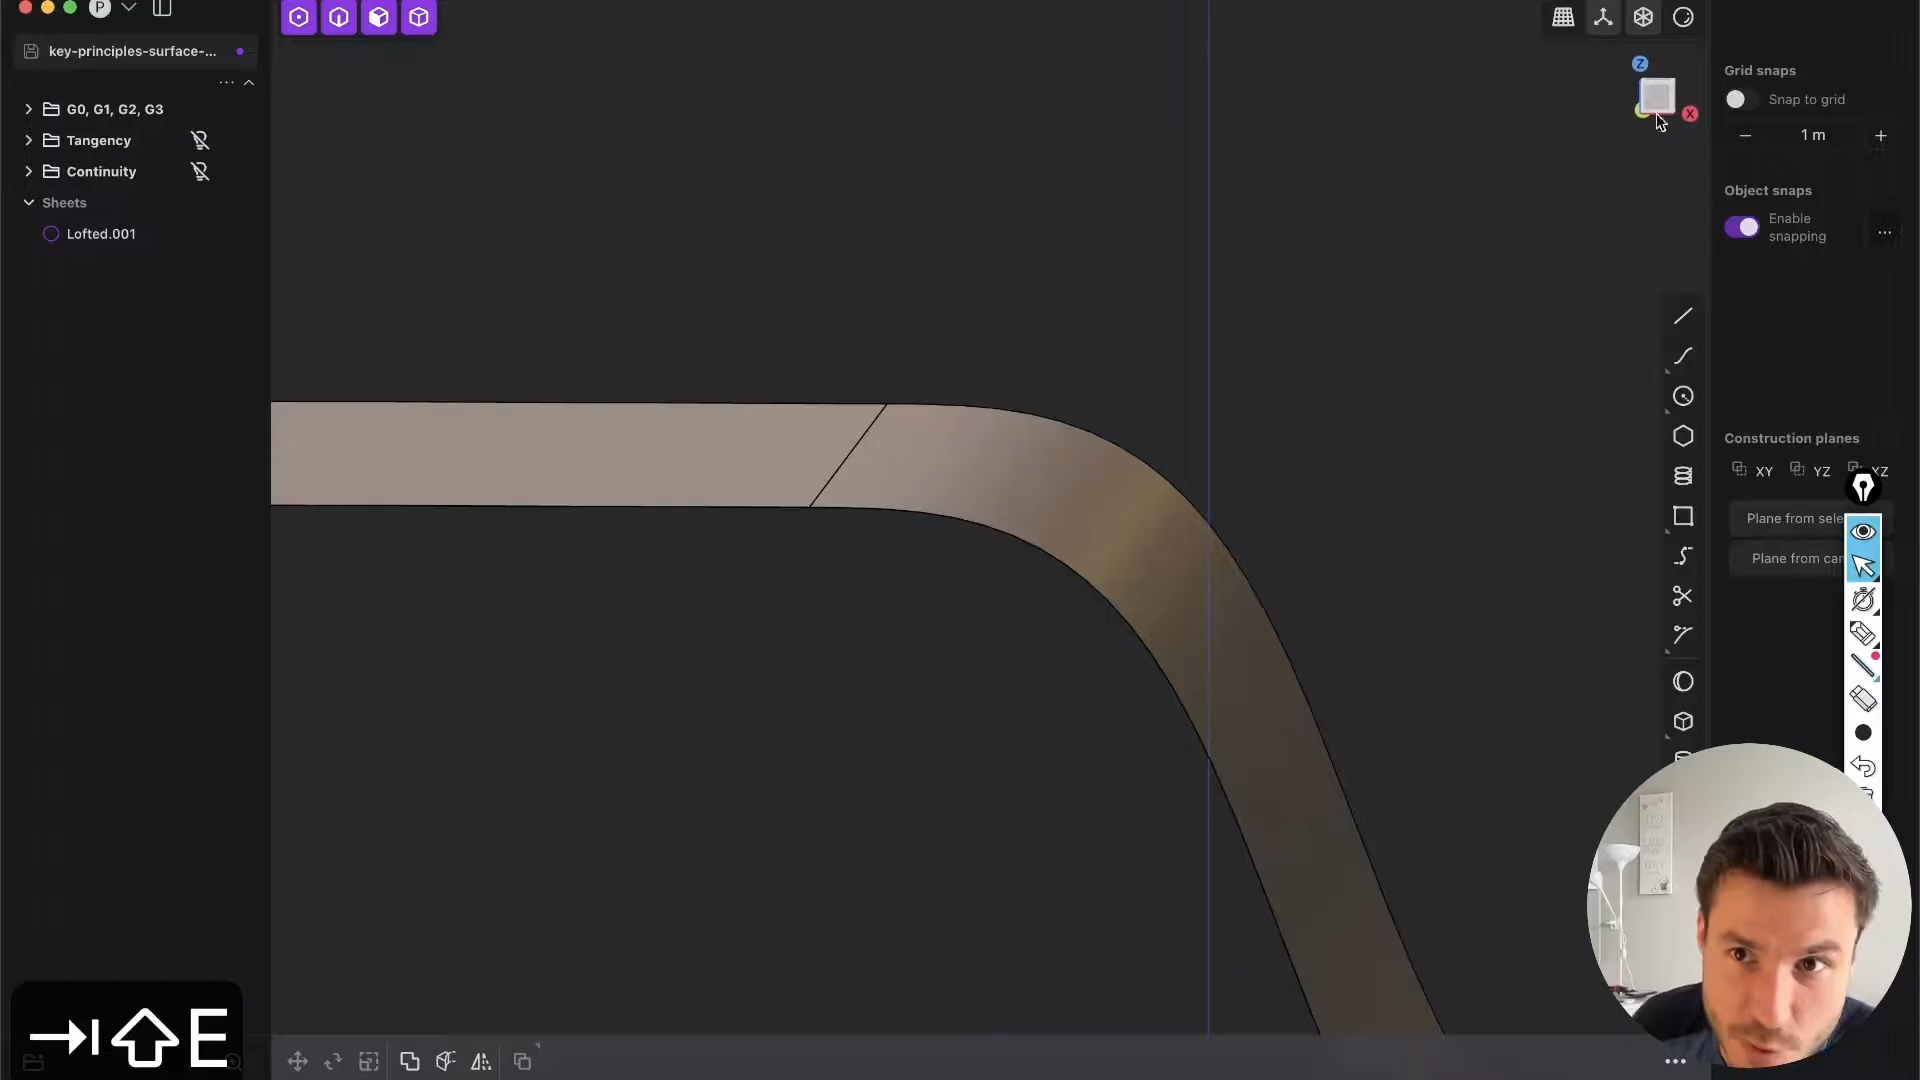 P
key-principles-surface-...
G0, G1, G2, G3
Tangency
Continuity
Sheets
Lofted.001
Z
X
Grid snaps
Snap to grid
1 m
Object snaps
Enable
snapping
Construction planes
XY
YZ
XZ
Plane from sele
Plane from car
E